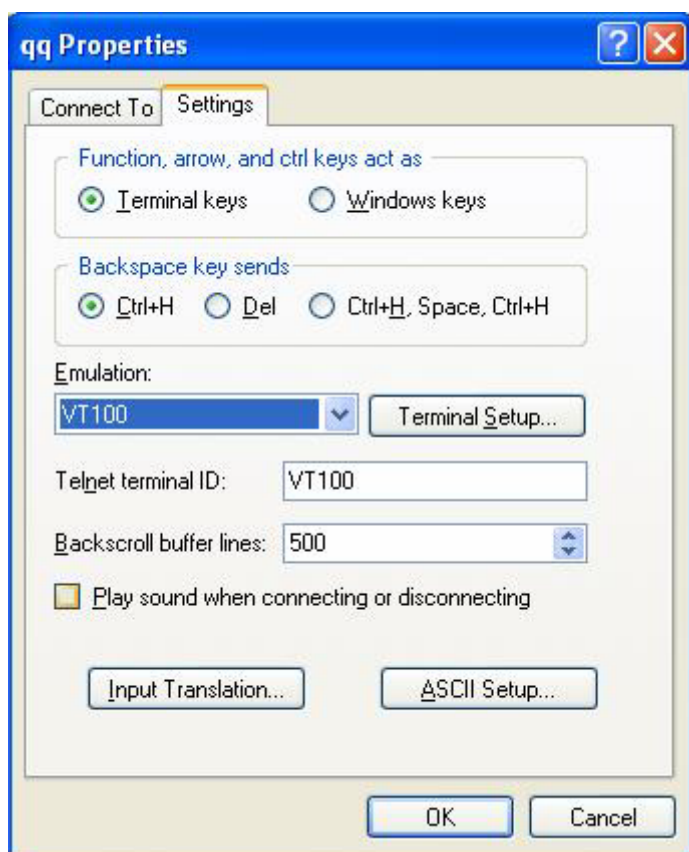 qq Properties
Connect To Settings
Function, arrow, and ctrl keys act as
Terminal keys Windows keys
Backspace key sends
Ctrl+H Del Ctrl+H, Space, Ctrl+H
Emulation:
VT100 Terminal Setup...
Telnet terminal ID: VT100
Backscroll buffer lines: 500
Play sound when connecting or disconnecting
Input Translation... ASCII Setup...
OK Cancel